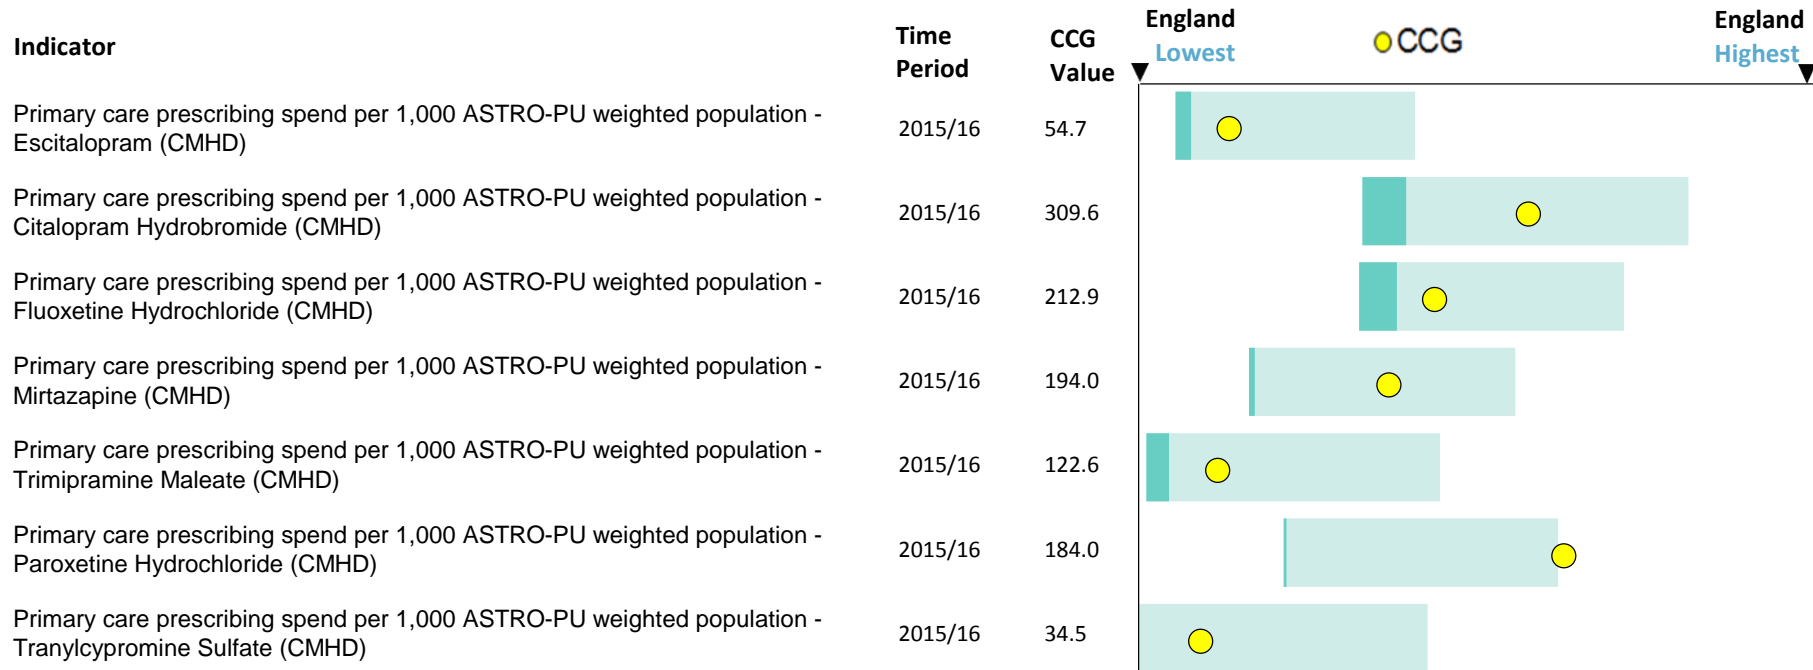 Indicator
Time
Period
CCG
Value
England
Lowest
CCG
England
Highest
Primary care prescribing spend per 1,000 ASTRO-PU weighted population -
Escitalopram (CMHD)
2015/16
54.7
Primary care prescribing spend per 1,000 ASTRO-PU weighted population -
Citalopram Hydrobromide (CMHD)
2015/16
309.6
Primary care prescribing spend per 1,000 ASTRO-PU weighted population -
Fluoxetine Hydrochloride (CMHD)
2015/16
212.9
Primary care prescribing spend per 1,000 ASTRO-PU weighted population -
Mirtazapine (CMHD)
2015/16
194.0
Primary care prescribing spend per 1,000 ASTRO-PU weighted population -
Trimipramine Maleate (CMHD)
2015/16
122.6
Primary care prescribing spend per 1,000 ASTRO-PU weighted population -
Paroxetine Hydrochloride (CMHD)
2015/16
184.0
Primary care prescribing spend per 1,000 ASTRO-PU weighted population -
Tranylcypromine Sulfate (CMHD)
2015/16
34.5